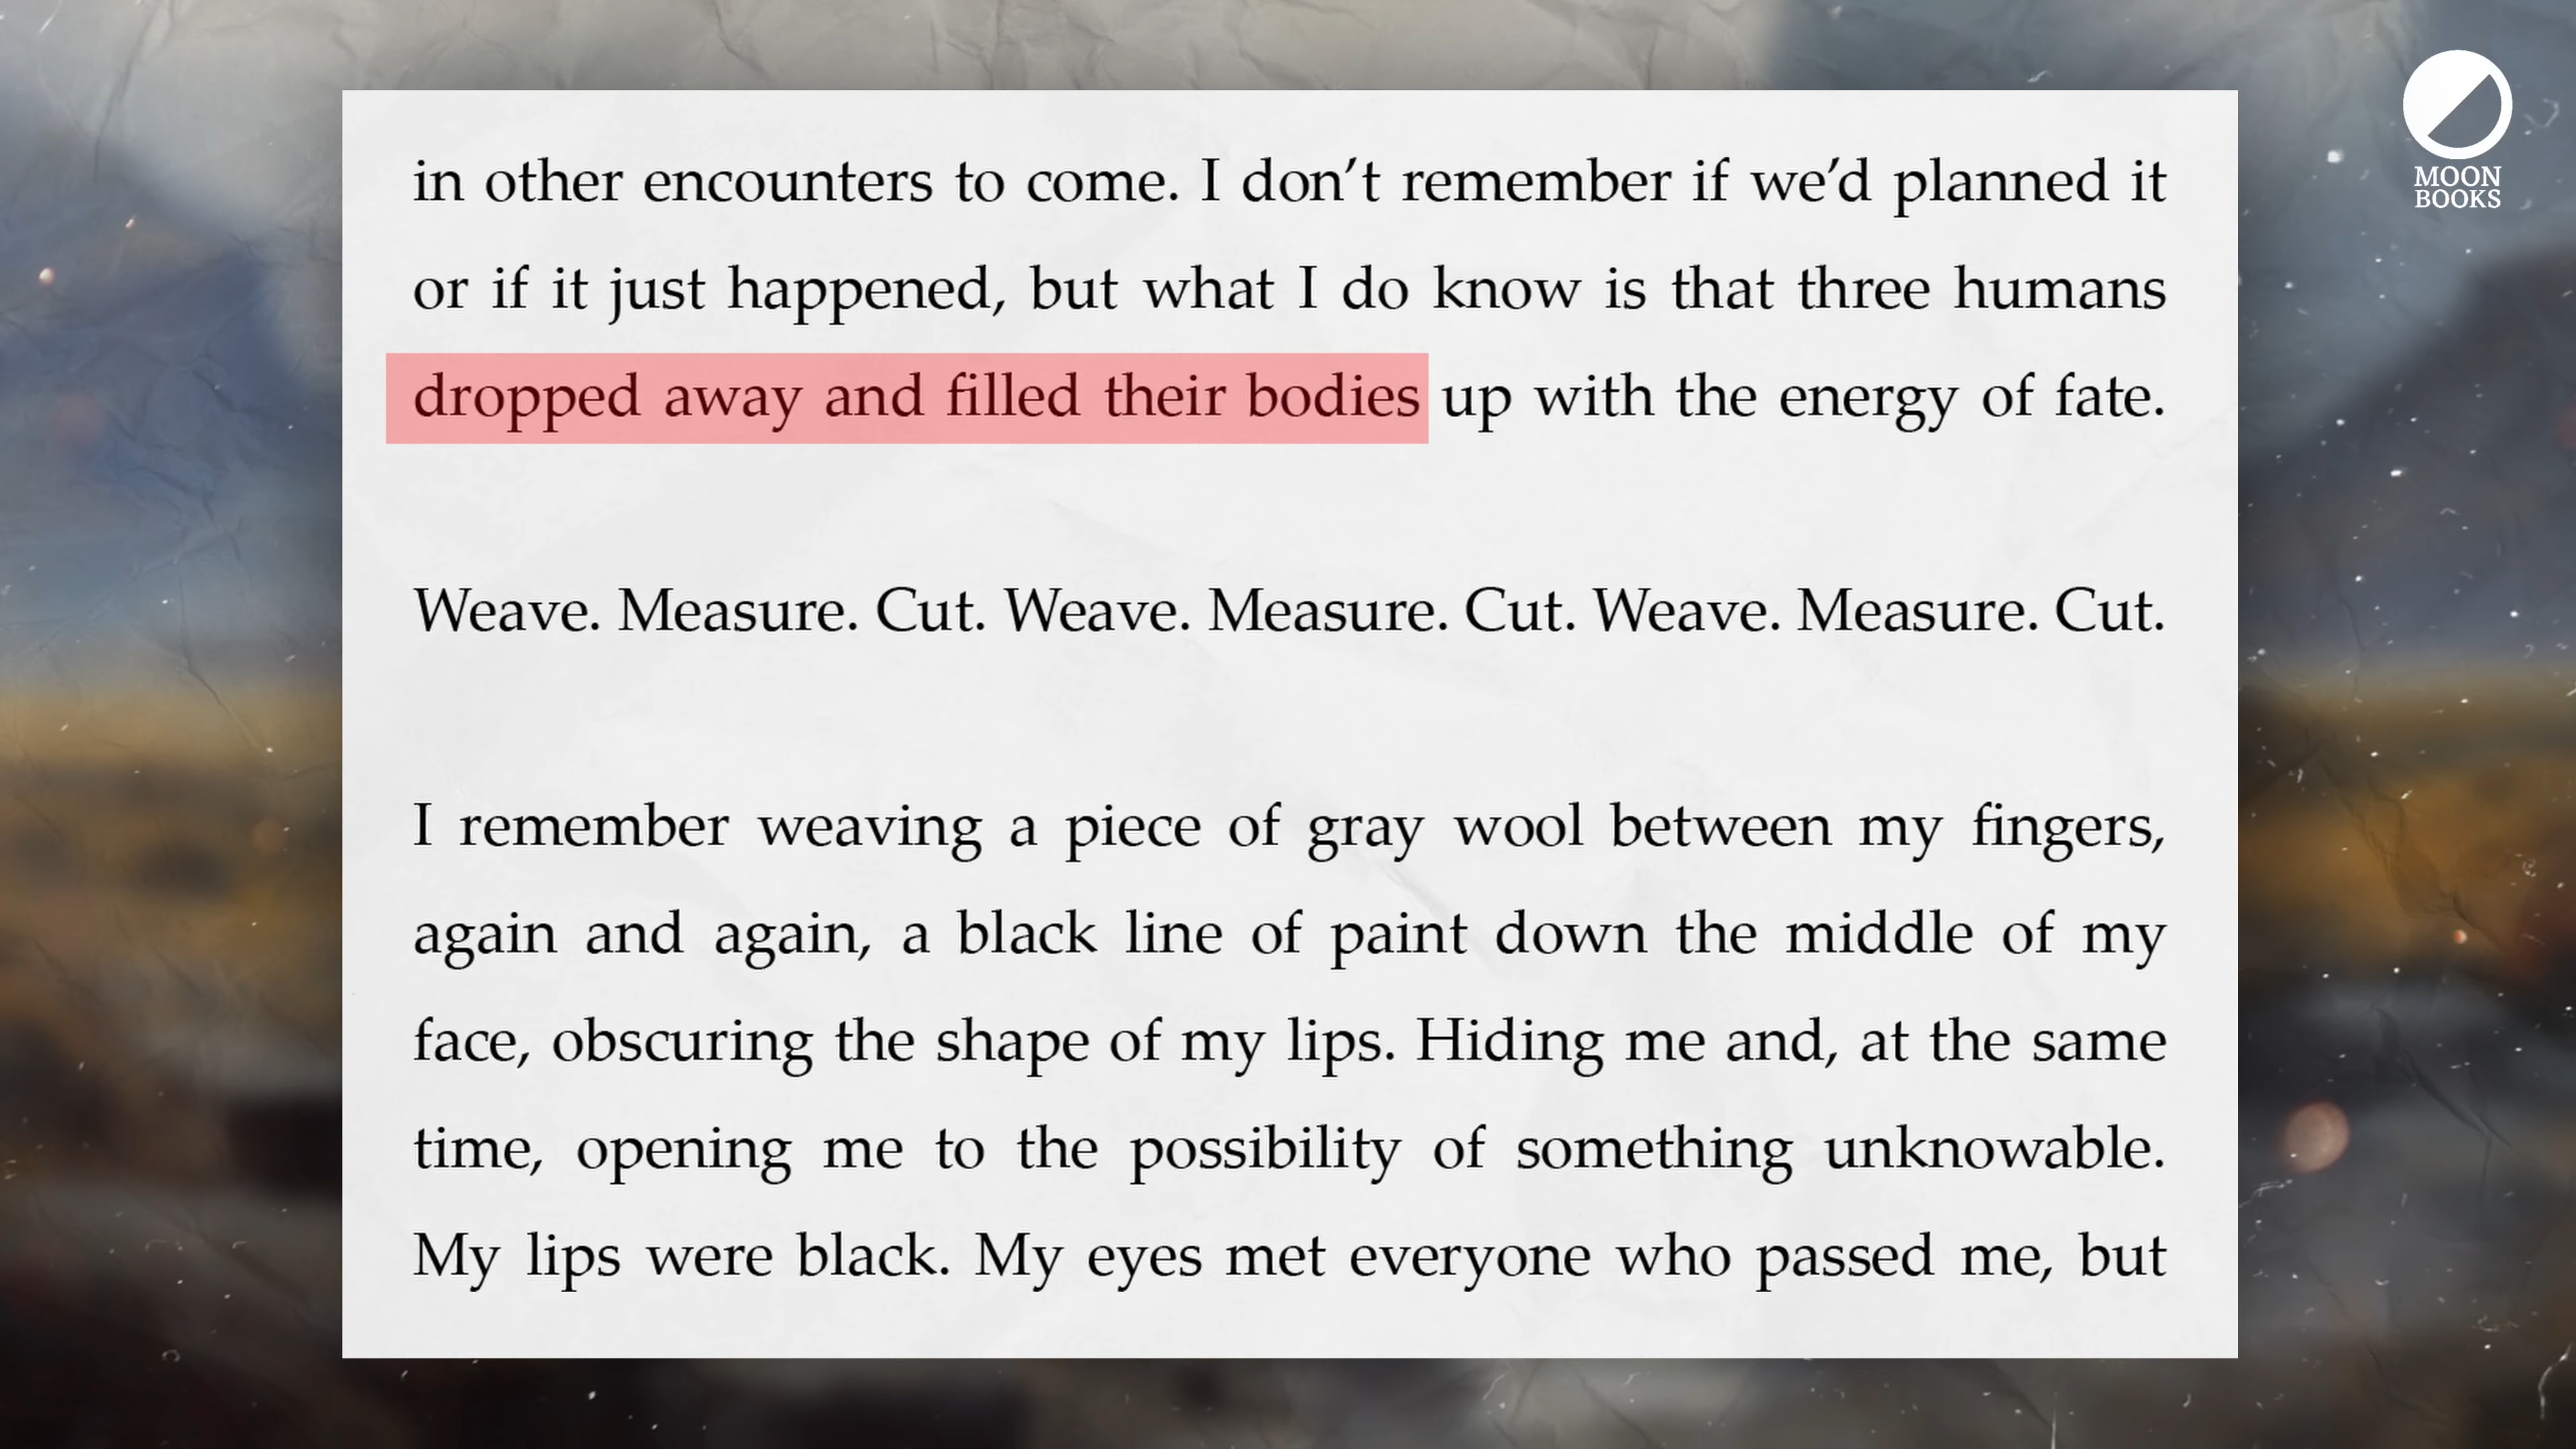 in other encounters to come. I don’t remember if we’d planned it
or if it just happened, but what I do know is that three humans
dropped away and filled their bodies up with the energy of fate.
Weave. Measure. Cut. Weave. Measure. Cut. Weave. Measure. Cut.
I remember weaving a piece of gray wool between my fingers,
again and again, a black line of paint down the middle of my
face, obscuring the shape of my lips. Hiding me and, at the same
time, opening me to the possibility of something unknowable.
My lips were black. My eyes met everyone who passed me, but
MOON
BOOKS